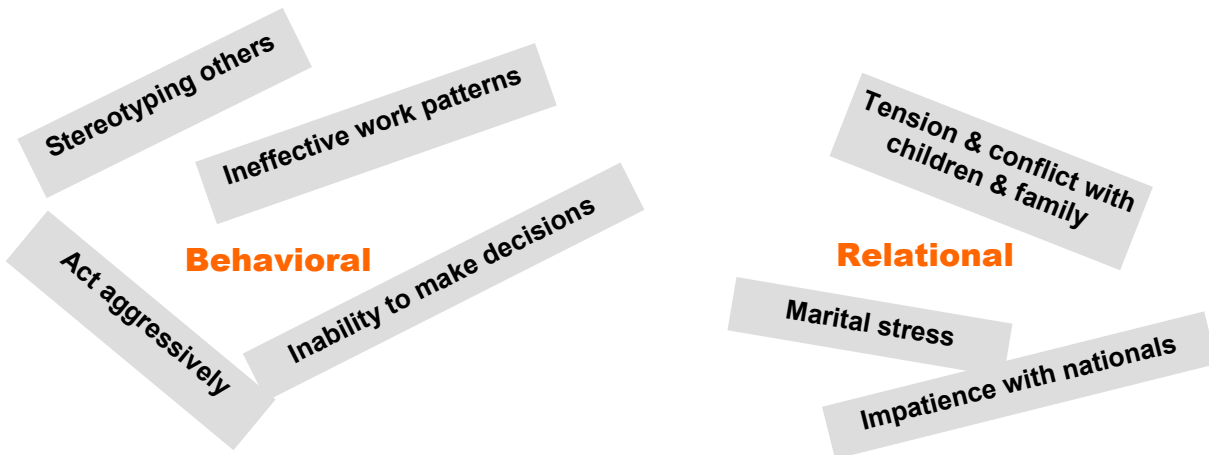 Stereotyping others
Ineffective work patterns
Behavioral
Act aggressively
Inability to make decisions
Tension & conflict with
children & family
Relational
Marital stress
Impatience with nationals